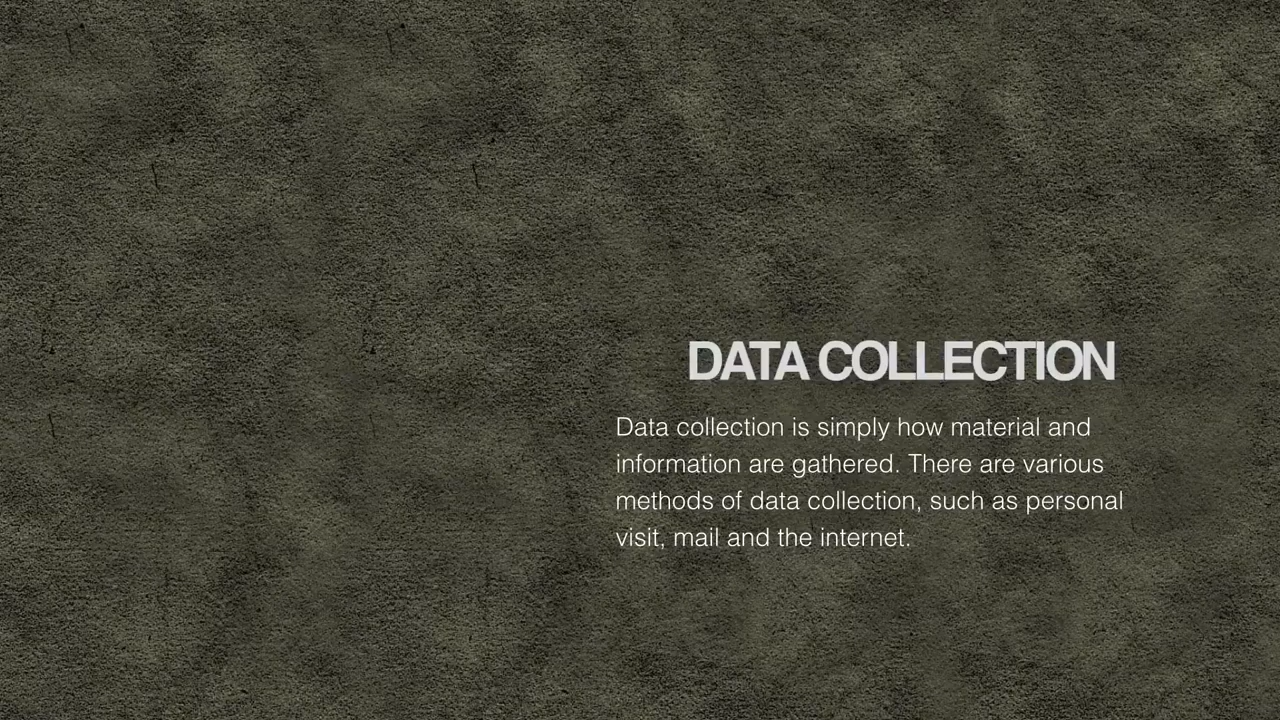 DATA COLLECTION
Data collection is simply how material and
information are gathered. There are various
methods of data collection, such as personal
visit, mail and the internet.